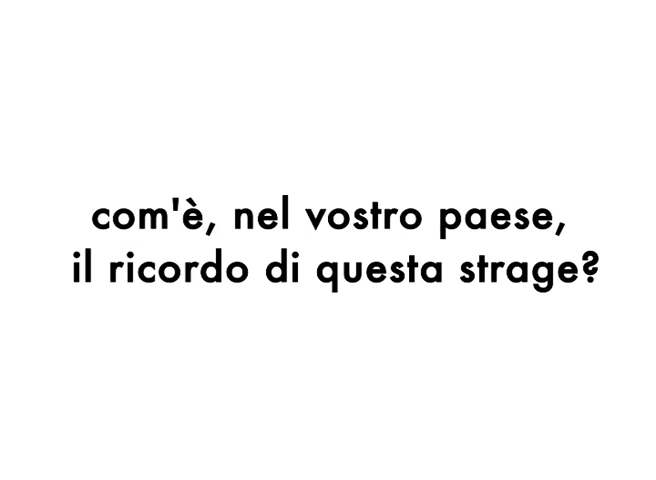 com'è, nel vostro paese,
il ricordo di questa strage?